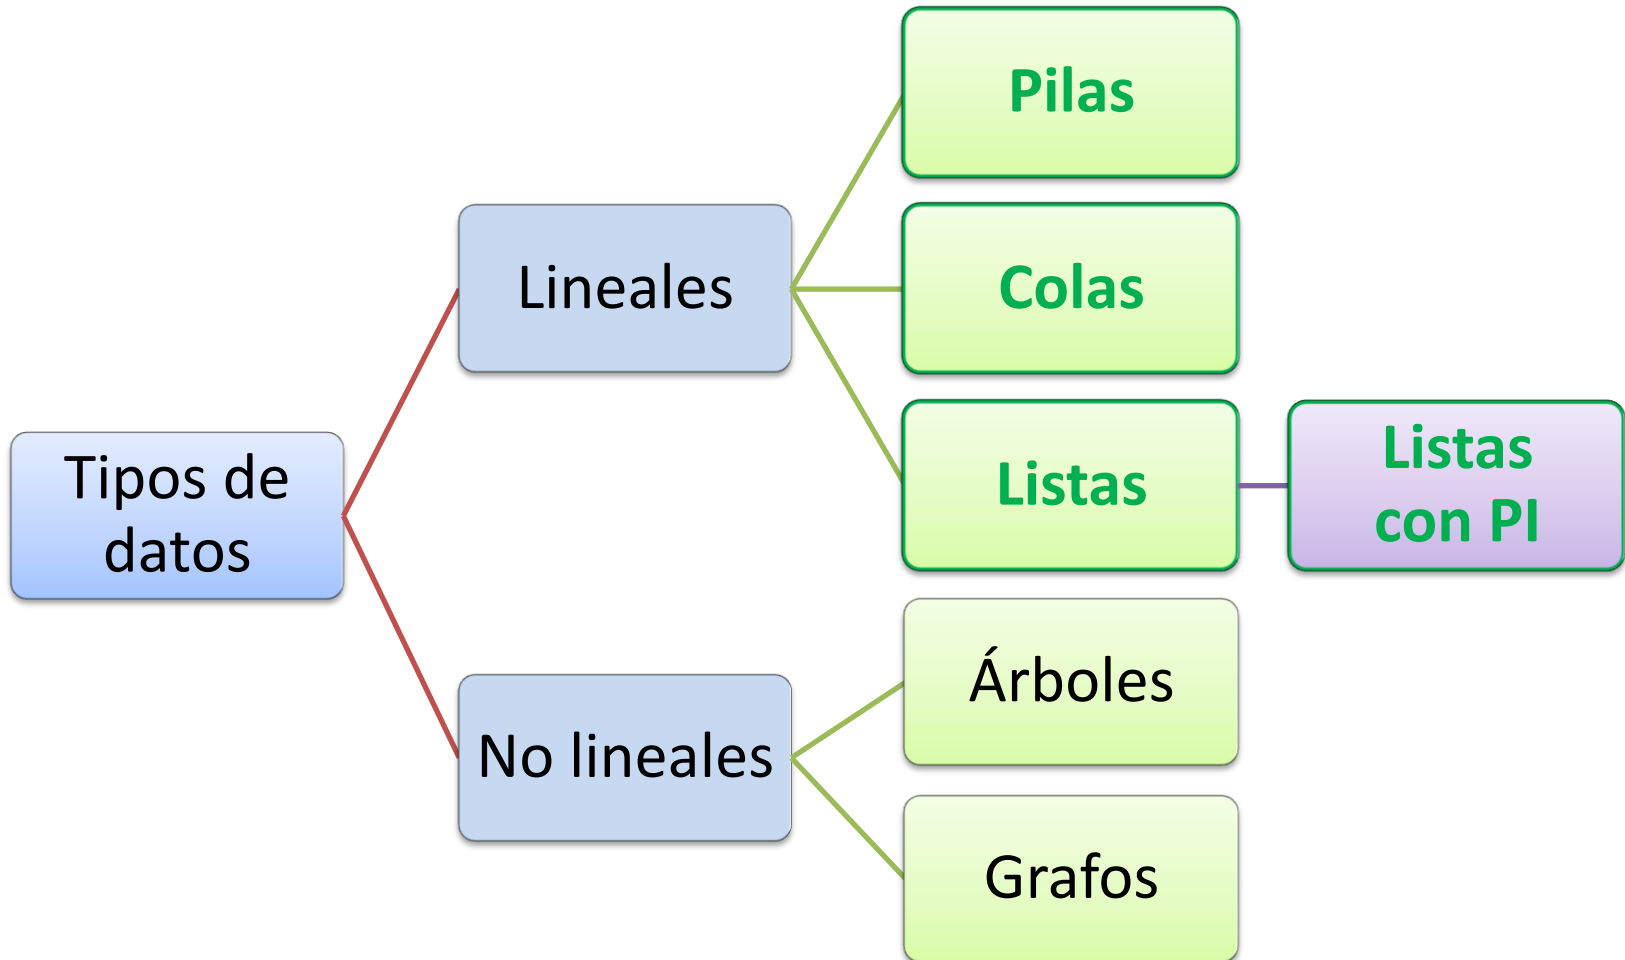 Pilas
Lineales
Colas
Listas
Listas
con PI
Tipos de
datos
Árboles
No lineales
Grafos